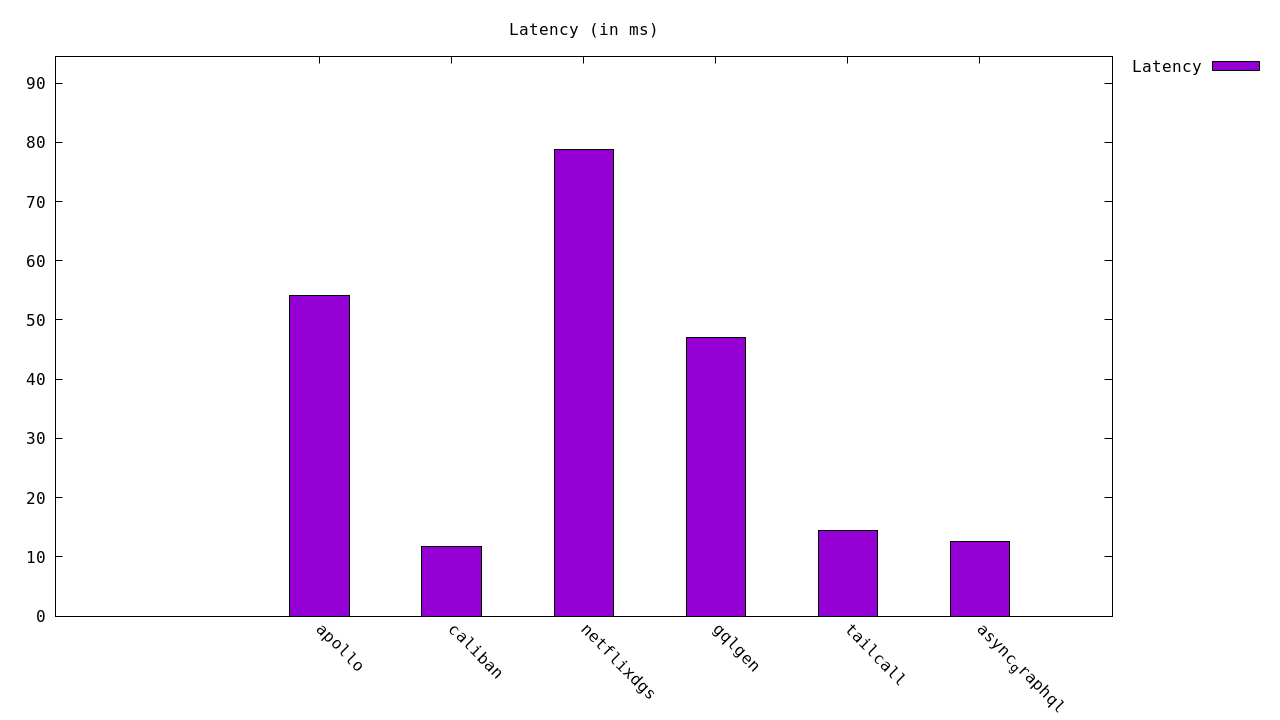 Latency (in ms)
Latency
90
80
70
60
50
40
30
20
10
0
apollo
caliban
netflixdgs
gqlgen
tailcall
async_graphql